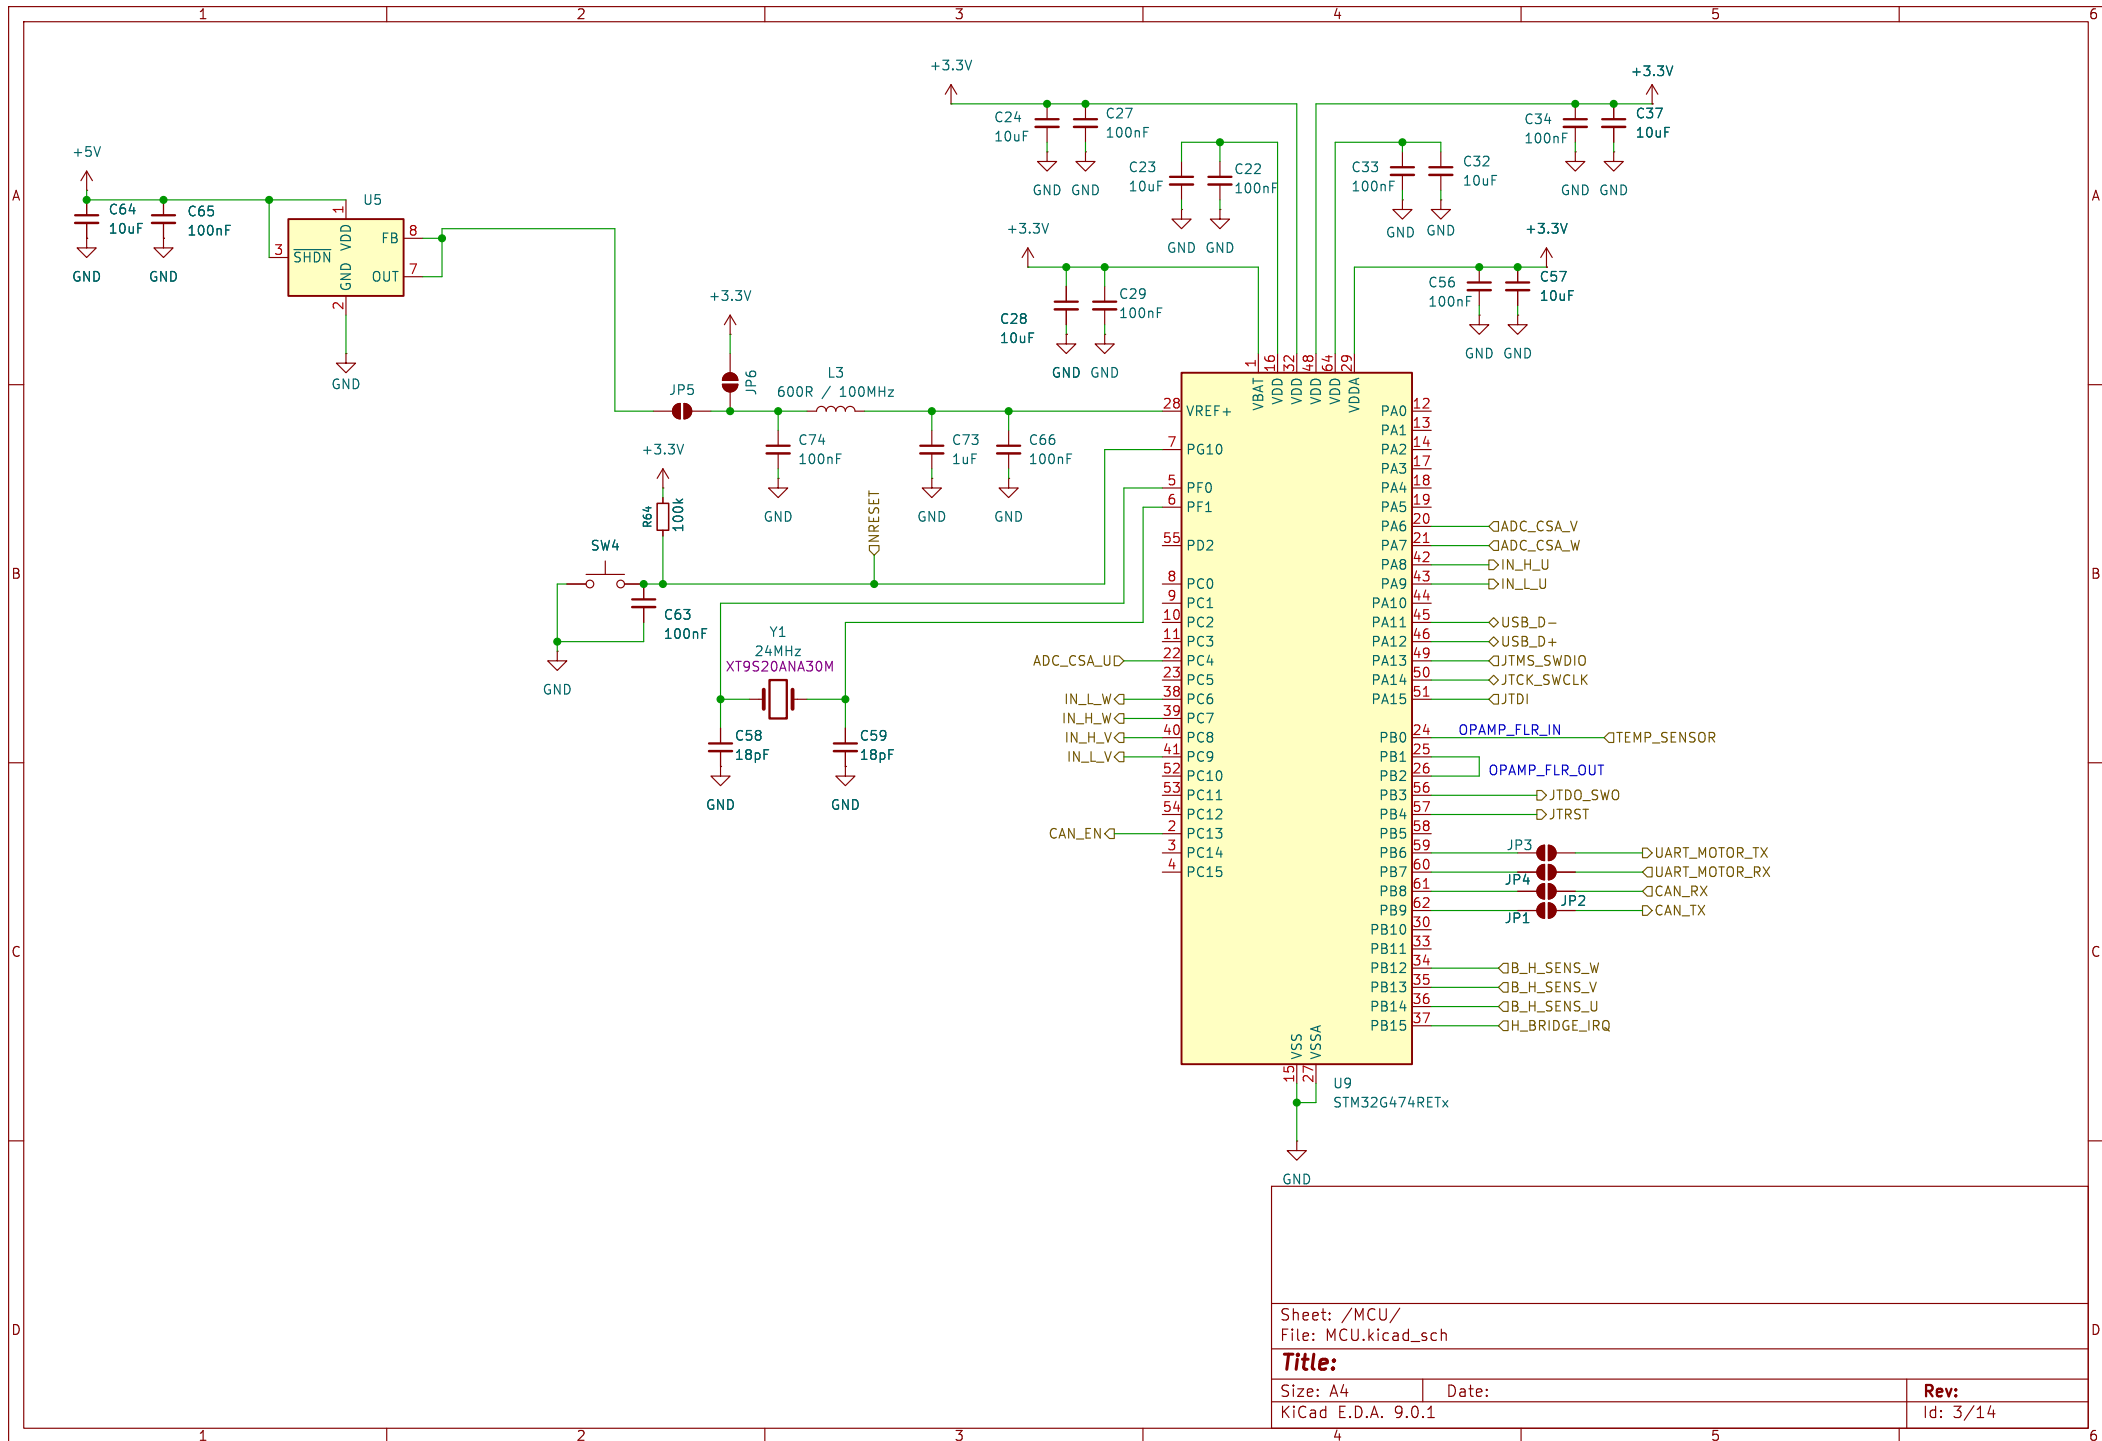 1 2 3 4 5 6
A
B
C
D
A
B
C
D
1 2 3 4 5 6
+5V
C64
10uF
C65
100nF
GND
GND
U5
1
VDD
3
SHDN
FB
8
OUT
7
GND
2
GND
+3.3V
JP5
JP6
L3
600R / 100MHz
C74
100nF
GND
C73
1uF
GND
C66
100nF
GND
+3.3V
R64
100k
NRESET
SW4
C63
100nF
GND
Y1
24MHz
XT9S20ANA30M
C58
18pF
GND
C59
18pF
GND
+3.3V
C24
10uF
C27
100nF
GND GND
C23
10uF
C22
100nF
GND GND
+3.3V
C28
10uF
C29
100nF
GND GND
+3.3V
C34
100nF
C37
10uF
GND GND
C33
100nF
C32
10uF
GND GND
+3.3V
C56
100nF
C57
10uF
GND GND
1 16 32 48 64 29
VBAT VDD VDD VDD VDD VDDA
28 VREF+
7 PG10
5 PF0
6 PF1
55 PD2
8 PC0
9 PC1
10 PC2
11 PC3
ADC_CSA_U 22 PC4
23 PC5
IN_L_W 38 PC6
IN_H_W 39 PC7
IN_H_V 40 PC8
IN_L_V 41 PC9
52 PC10
53 PC11
54 PC12
CAN_EN 2 PC13
3 PC14
4 PC15
PA0 12
PA1 13
PA2 14
PA3 17
PA4 18
PA5 19
PA6 20 ADC_CSA_V
PA7 21 ADC_CSA_W
PA8 42 IN_H_U
PA9 43 IN_L_U
PA10 44
PA11 45 USB_D-
PA12 46 USB_D+
PA13 49 JTMS_SWDIO
PA14 50 JTCK_SWCLK
PA15 51 JTDI
PB0 24 OPAMP_FLR_IN TEMP_SENSOR
PB1 25
PB2 26 OPAMP_FLR_OUT
PB3 56 JTDO_SWO
PB4 57 JTRST
PB5 58
PB6 59 JP3 UART_MOTOR_TX
PB7 60 JP4 UART_MOTOR_RX
PB8 61 JP2 CAN_RX
PB9 62 JP1 CAN_TX
PB10 30
PB11 33
PB12 34 B_H_SENS_W
PB13 35 B_H_SENS_V
PB14 36 B_H_SENS_U
PB15 37 H_BRIDGE_IRQ
VSS VSSA
15 27
U9
STM32G474RETx
GND
Sheet: /MCU/
File: MCU.kicad_sch
Title:
Size: A4 Date: Rev:
KiCad E.D.A. 9.0.1 Id: 3/14